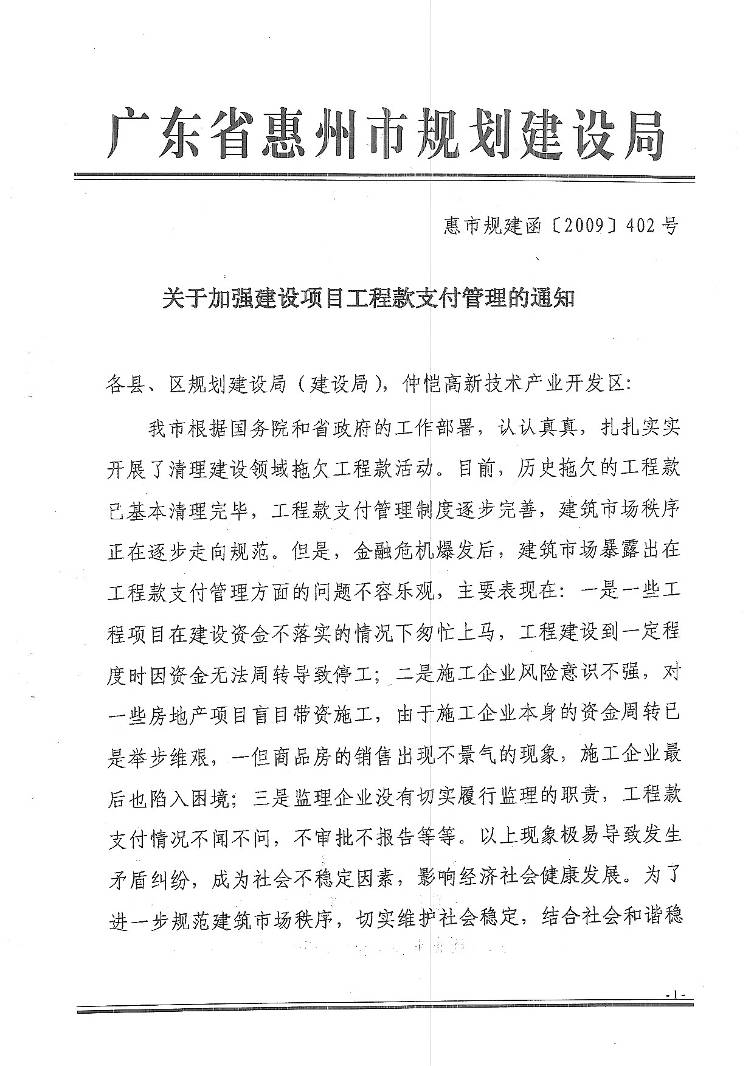 广东省惠州市规划建设局
惠市规建函〔2009〕402号
关于加强建设项目工程款支付管理的通知
各县、区规划建设局（建设局），仲恺高新技术产业开发区：
我市根据国务院和省政府的工作部署，认认真真，扎扎实实
开展了清理建设领域拖欠工程款活动。目前，历史拖欠的工程款
已基本清理完毕，工程款支付管理制度逐步完善，建筑市场秩序
正在逐步走向规范。但是，金融危机爆发后，建筑市场暴露出在
工程款支付管理方面的问题不容乐观，主要表现在：一是一些工
程项目在建设资金不落实的情况下匆忙上马，工程建设到一定程
度时因资金无法周转导致停工；二是施工企业风险意识不强，对
一些房地产项目盲目带资施工，由于施工企业本身的资金周转已
是举步维艰，一但商品房的销售出现不景气的现象，施工企业最
后也陷入困境；三是监理企业没有切实履行监理的职责，工程款
支付情况不闻不问，不审批不报告等等。以上现象极易导致发生
矛盾纠纷，成为社会不稳定因素，影响经济社会健康发展。为了
进一步规范建筑市场秩序，切实维护社会稳定，结合社会和谐稳
-1-